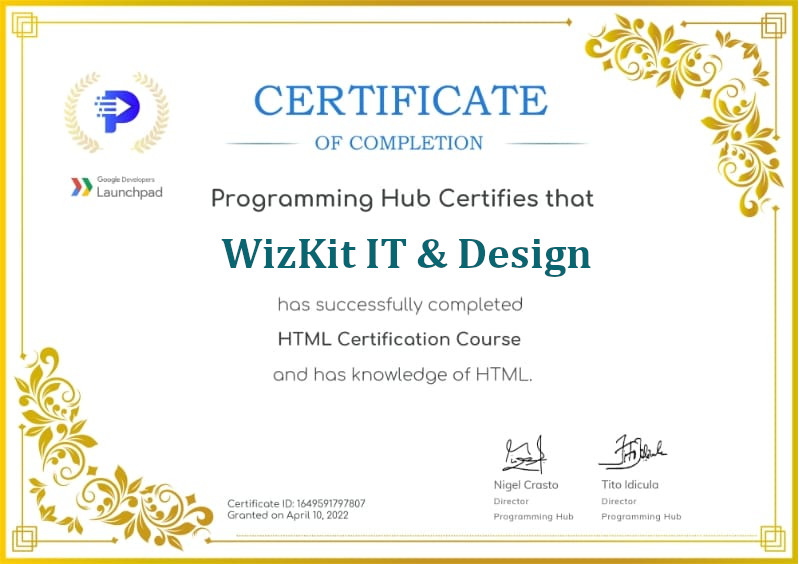 CERTIFICATE
OF COMPLETION
Google Developers
Launchpad
Programming Hub Certifies that
WizKit IT & Design
has successfully completed
HTML Certification Course
and has knowledge of HTML.
Nigel Crasto
Director
Programming Hub
Tito Idicula
Director
Programming Hub
Certificate ID: 1649591797807
Granted on April 10, 2022